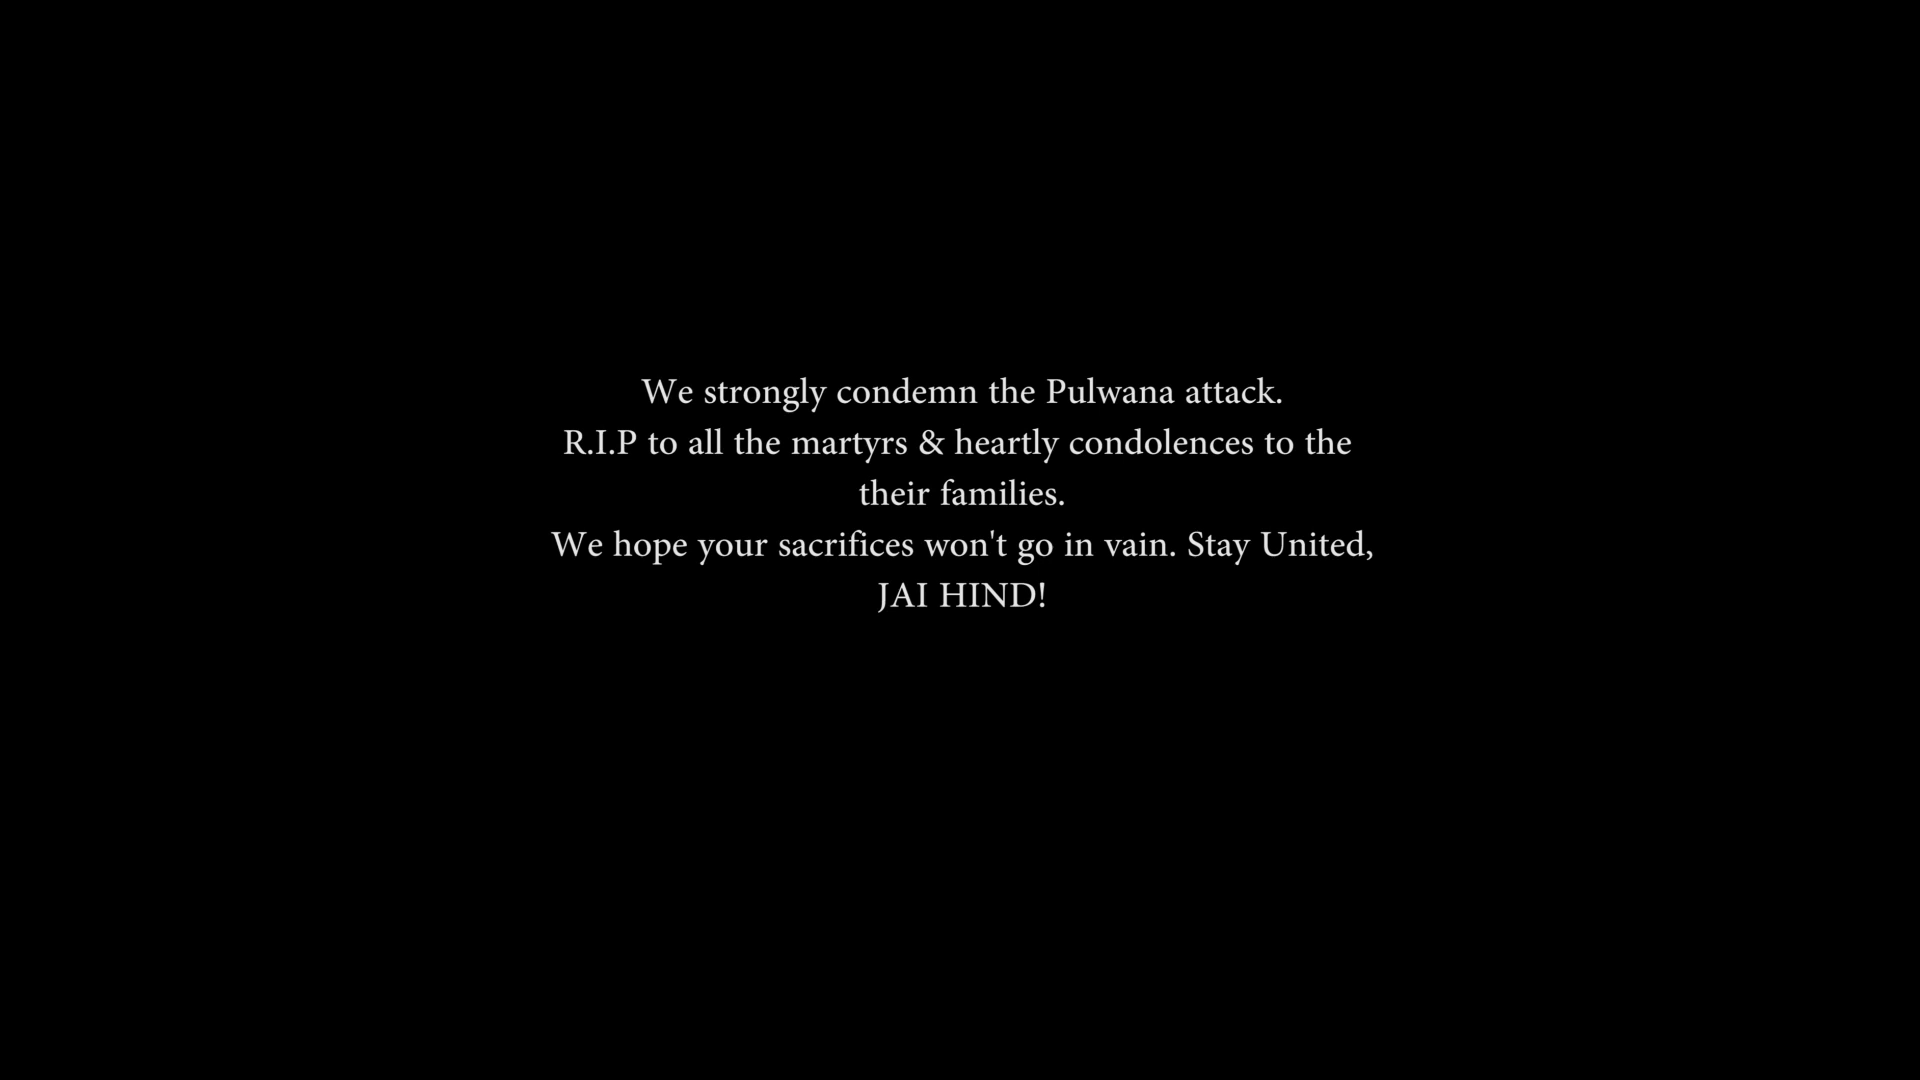 We strongly condemn the Pulwana attack.
R.I.P to all the martyrs & heartly condolences to the
their families.
We hope your sacrifices won't go in vain. Stay United,
JAI HIND!